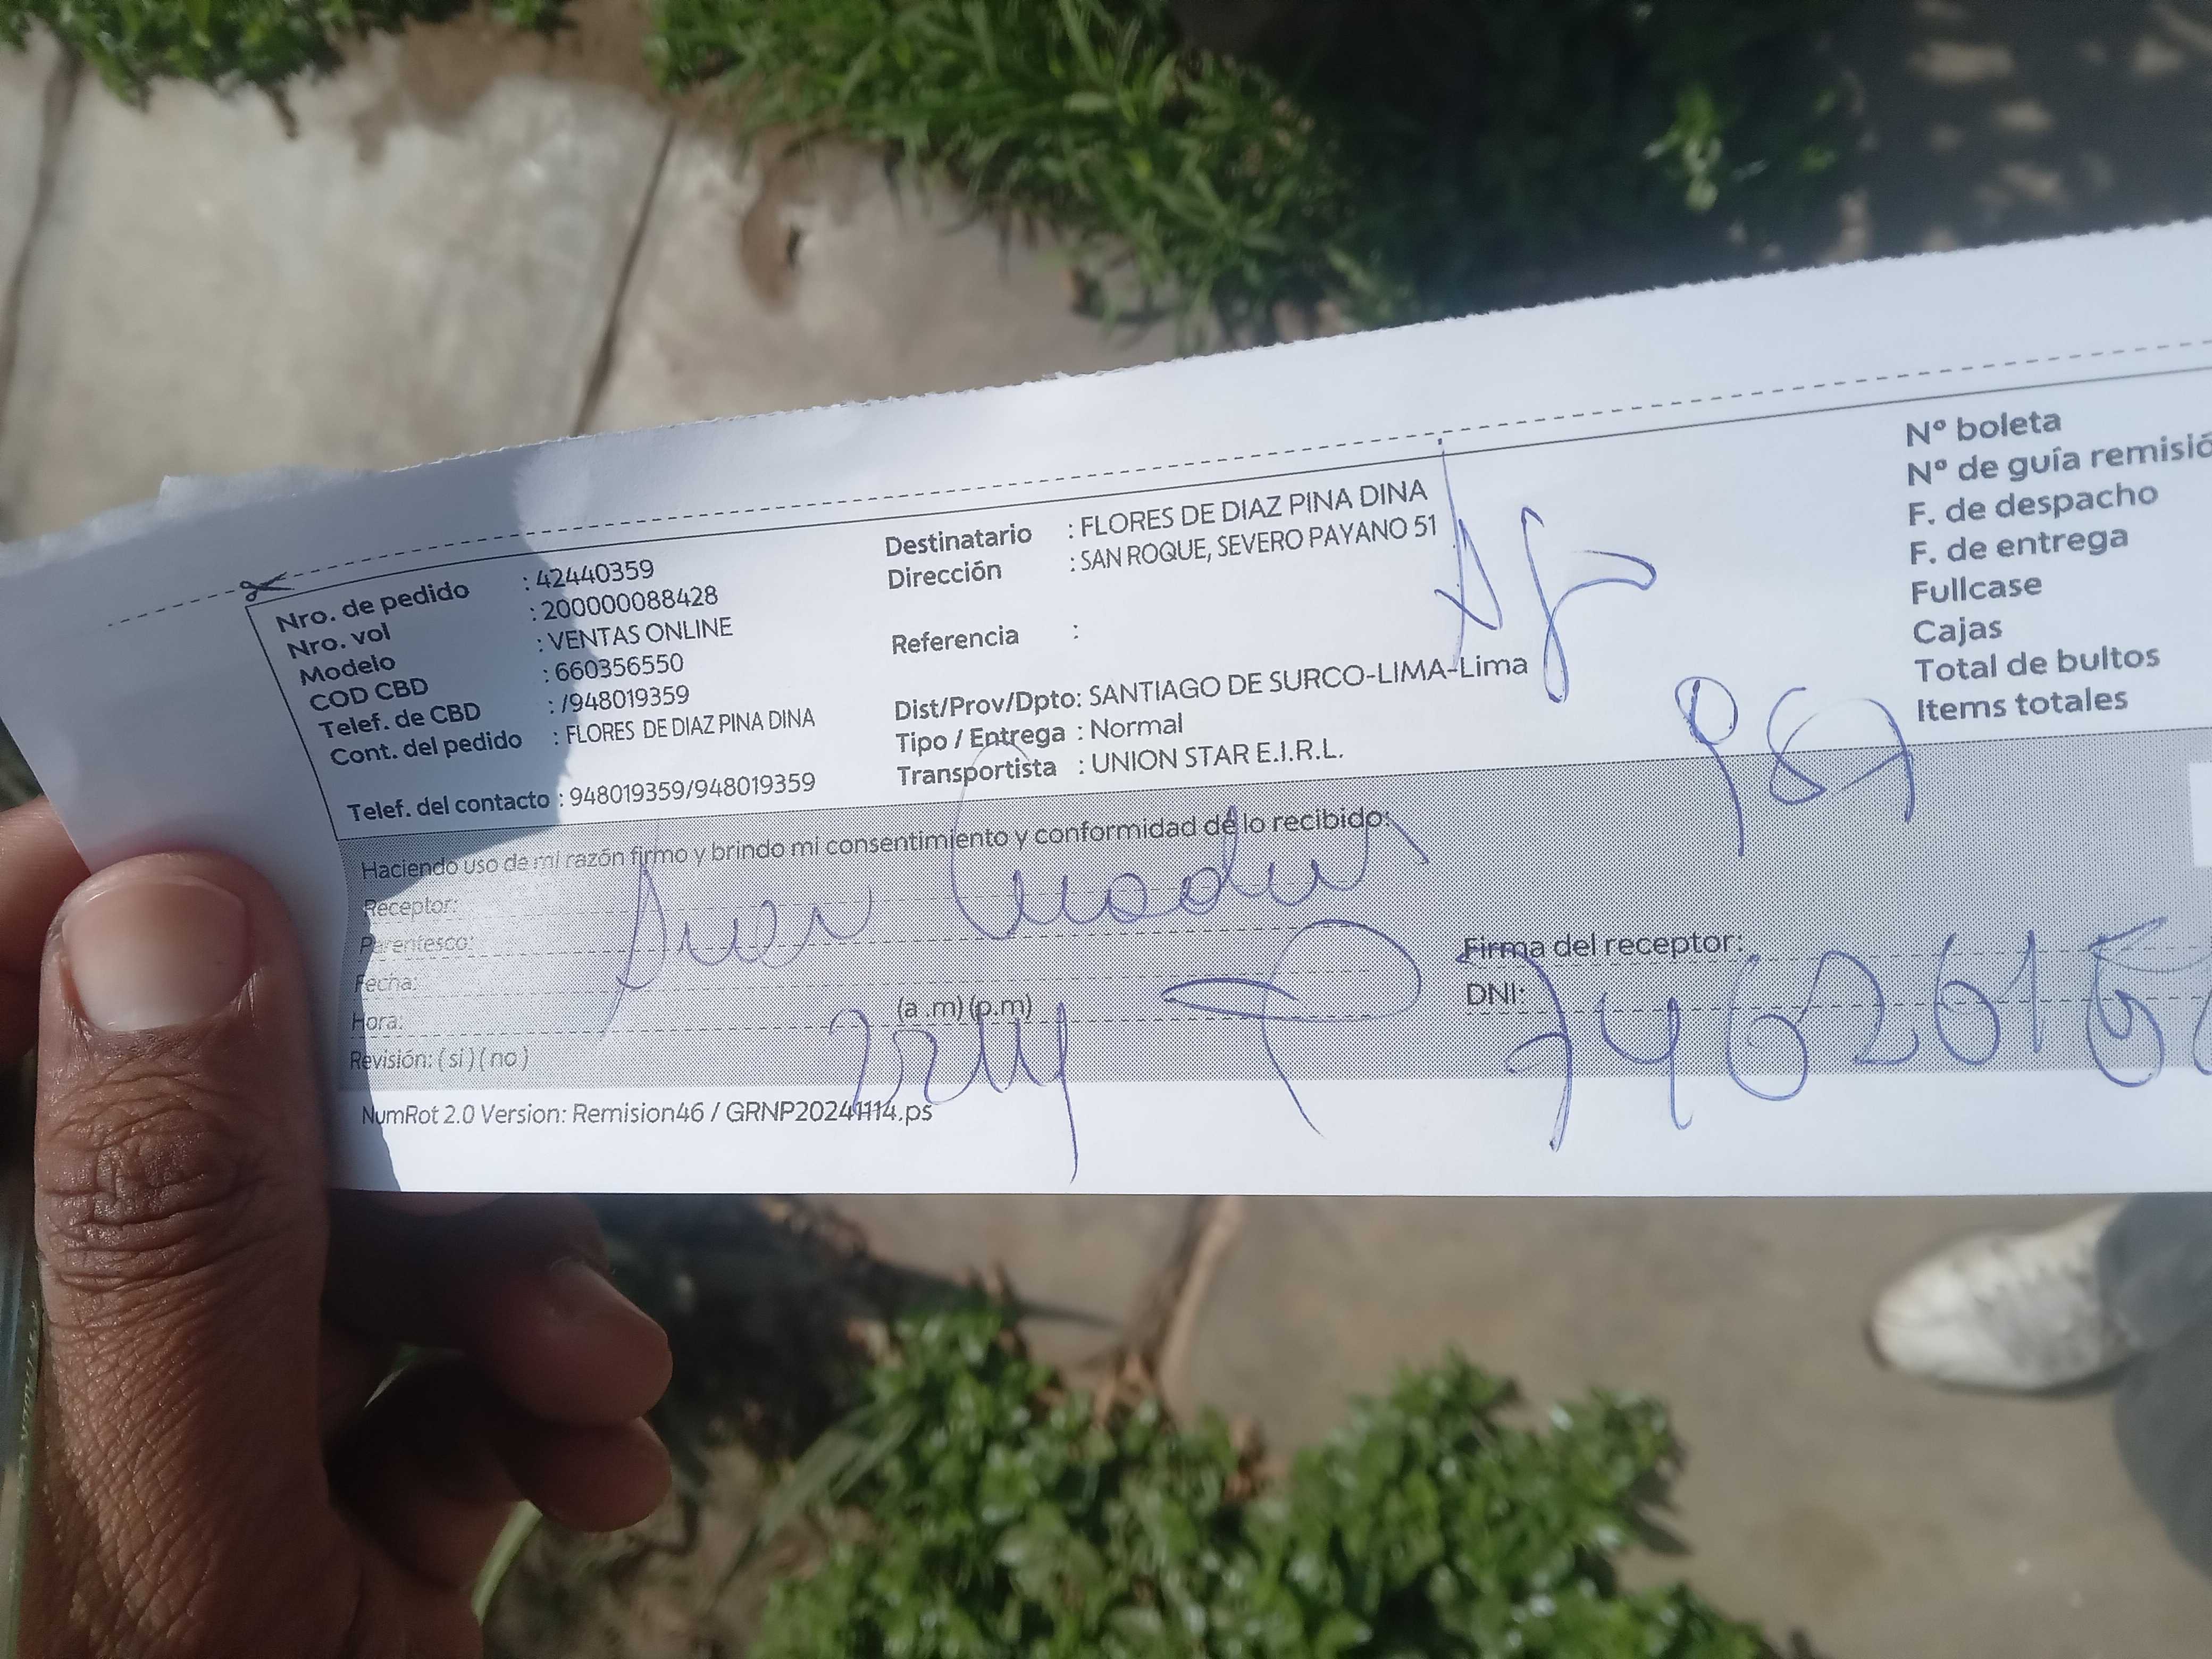 Nro. de pedido : 42440359
Nro. vol : 200000088428
Modelo : VENTAS ONLINE
COD CBD : 660356550
Telef. de CBD : /948019359
Cont. del pedido : FLORES DE DIAZ PINA DINA
Telef. del contacto : 948019359/948019359
Destinatario : FLORES DE DIAZ PINA DINA
Dirección : SAN ROQUE, SEVERO PAYANO 51
Referencia :
Dist/Prov/Dpto: SANTIAGO DE SURCO-LIMA-Lima
Tipo / Entrega : Normal
Transportista : UNION STAR E.I.R.L.
Nº boleta
Nº de guía remisió
F. de despacho
F. de entrega
Fullcase
Cajas
Total de bultos
Items totales
Haciendo uso de mi razón firmo y brindo mi consentimiento y conformidad de lo recibido:
Receptor:
Parentesco:
Fecha:
Hora: (a .m) (p.m)
Revisión: ( si ) ( no )
Firma del receptor:
DNI:
NumRot 2.0 Version: Remision46 / GRNP20241114.ps